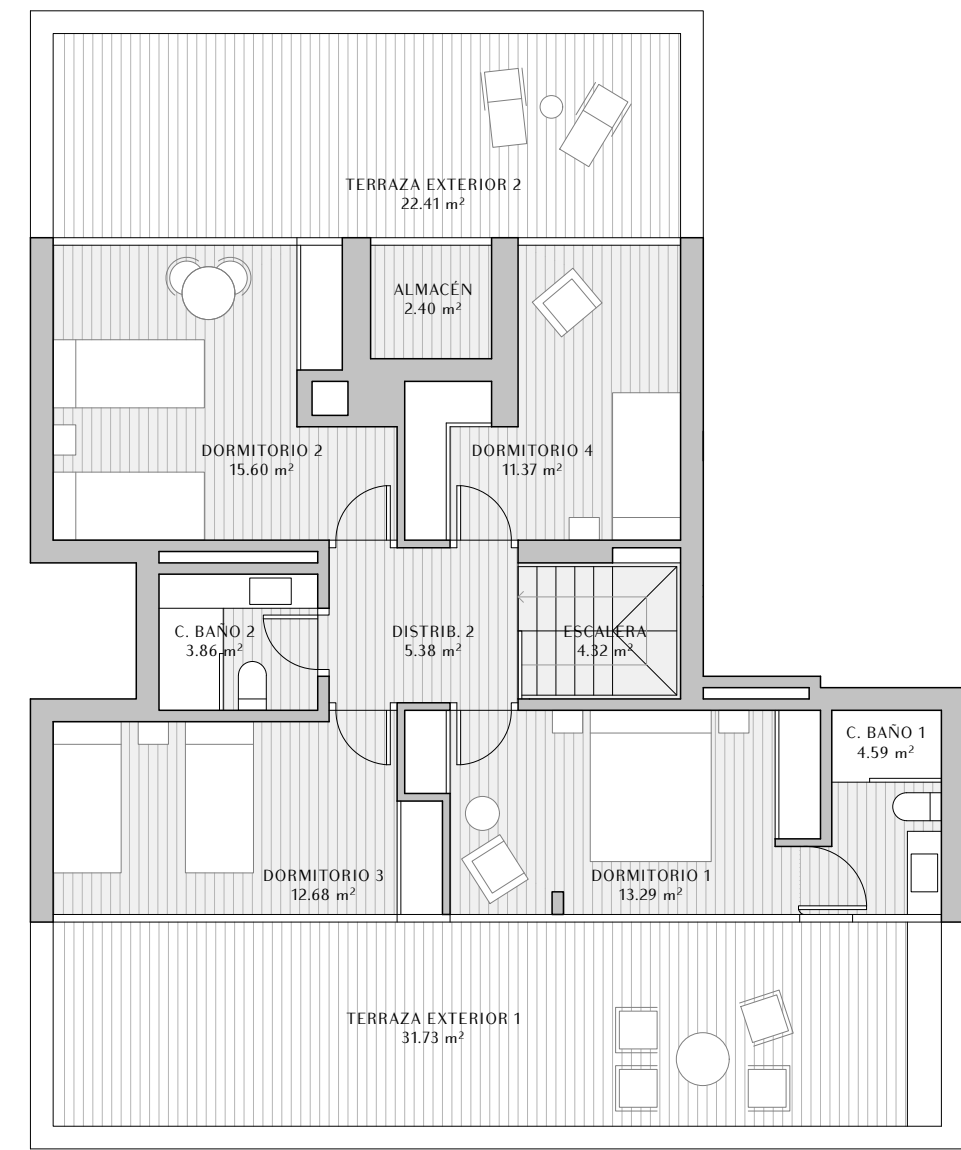 TERRAZA EXTERIOR 2
22.41 m²
ALMACÉN
2.40 m²
DORMITORIO 2
15.60 m²
DORMITORIO 4
11.37 m²
C. BAÑO 2
3.86 m²
DISTRIB. 2
5.38 m²
ESCALERA
4.32 m²
C. BAÑO 1
4.59 m²
DORMITORIO 3
12.68 m²
DORMITORIO 1
13.29 m²
TERRAZA EXTERIOR 1
31.73 m²